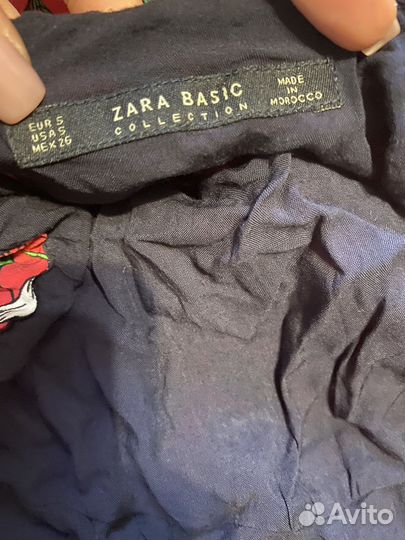 EUR S
USA S
MEX 26
ZARA BASIC
COLLECTION
MADE
IN
MOROCCO
Avito